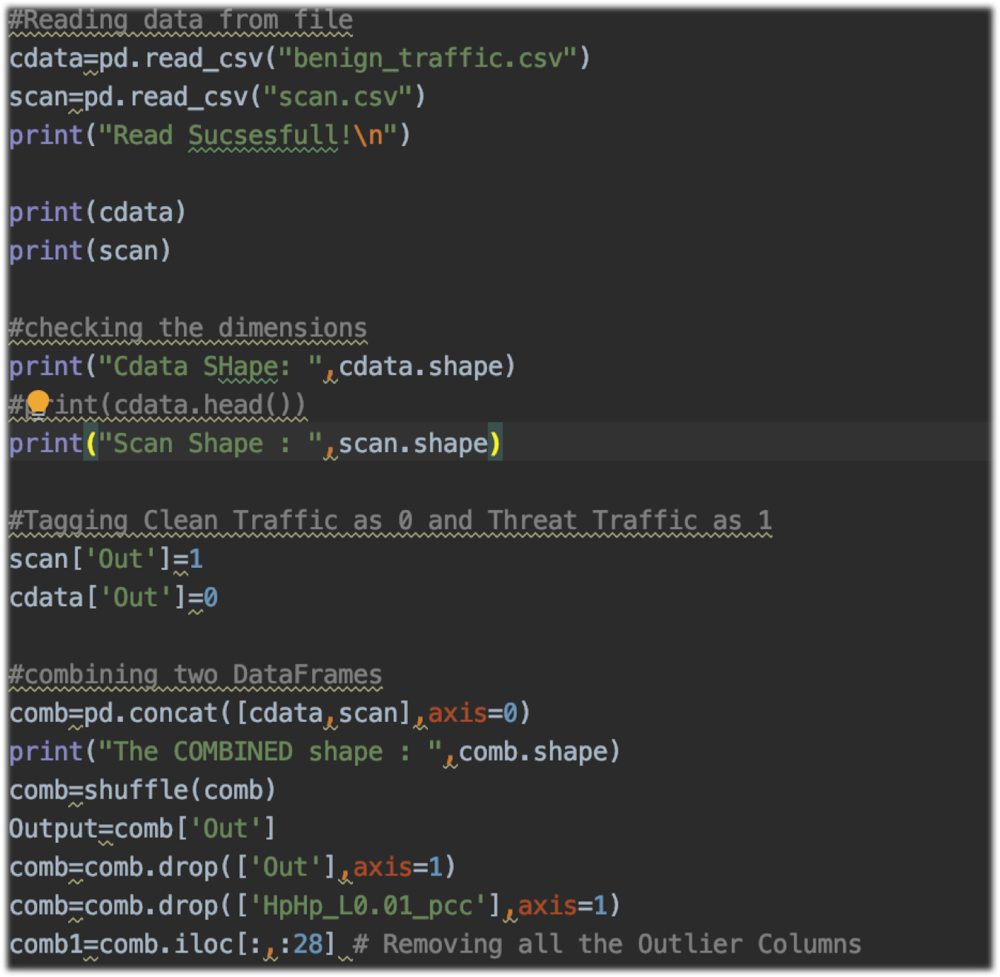 #Reading data from file
cdata=pd.read_csv("benign_traffic.csv")
scan=pd.read_csv("scan.csv")
print("Read Sucsesfull!\n")
print(cdata)
print(scan)
#checking the dimensions
print("Cdata SHape: ",cdata.shape)
#print(cdata.head())
print("Scan Shape : ",scan.shape)
#Tagging Clean Traffic as 0 and Threat Traffic as 1
scan['Out']=1
cdata['Out']=0
#combining two DataFrames
comb=pd.concat([cdata,scan],axis=0)
print("The COMBINED shape : ",comb.shape)
comb=shuffle(comb)
Output=comb['Out']
comb=comb.drop(['Out'],axis=1)
comb=comb.drop(['HpHp_L0.01_pcc'],axis=1)
comb1=comb.iloc[:,:28] # Removing all the Outlier Columns